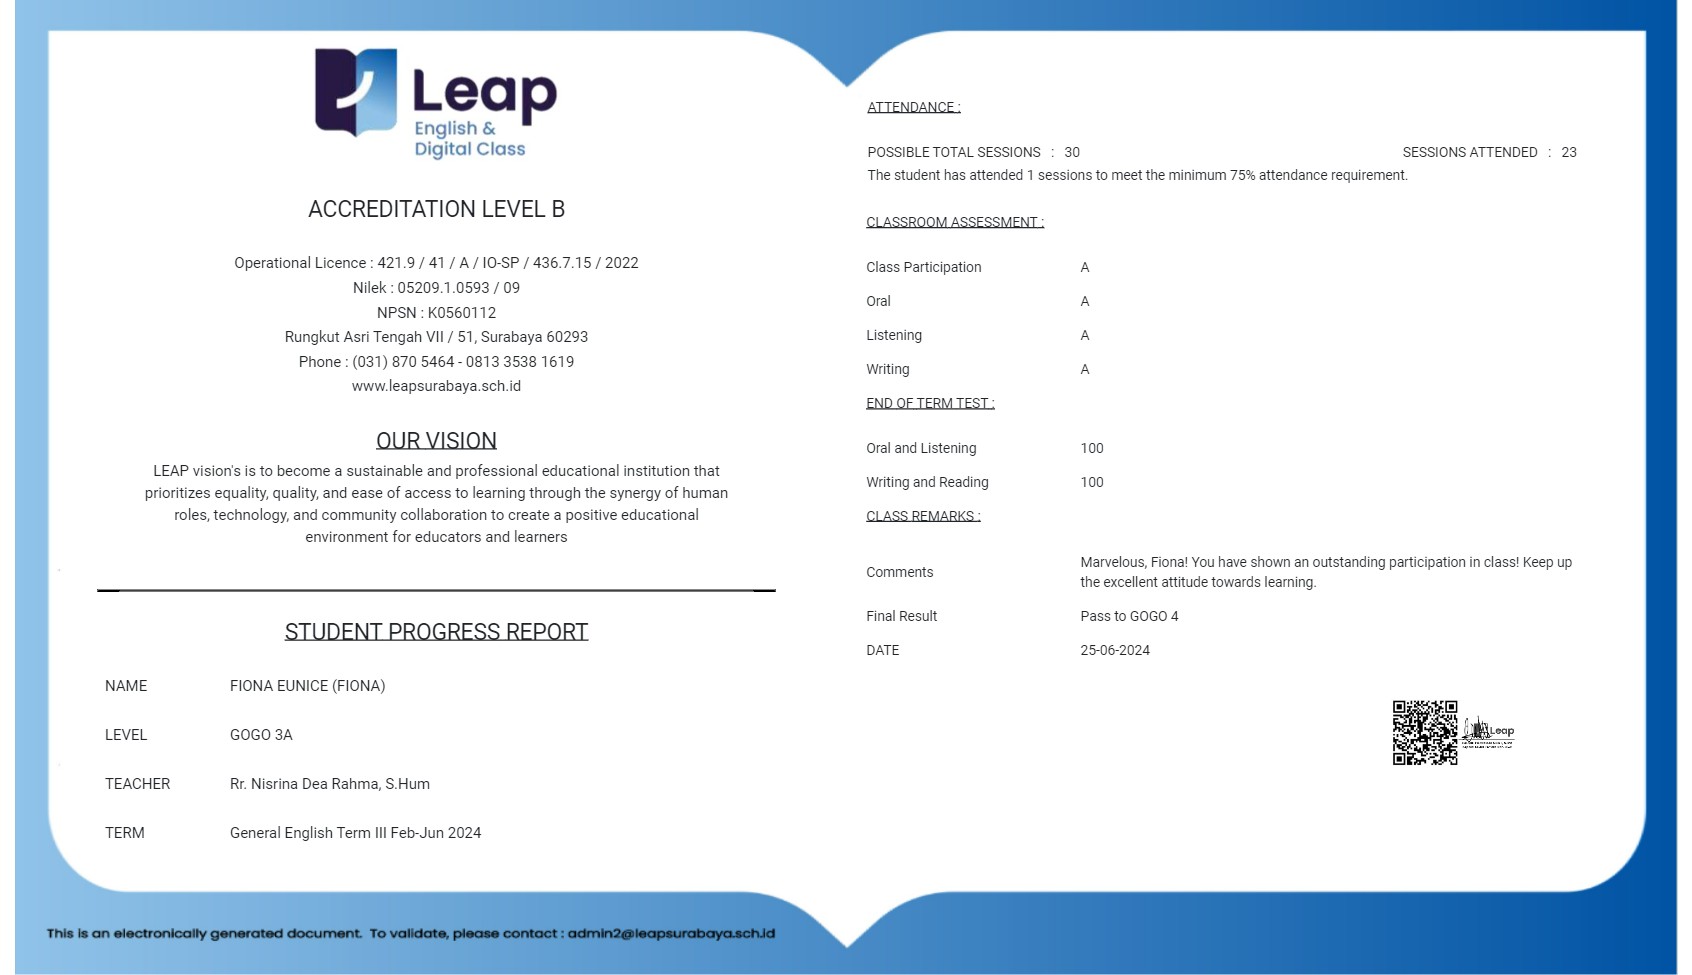 Leap
English &
Digital Class
ACCREDITATION LEVEL B
Operational Licence : 421.9 / 41 / A / IO-SP / 436.7.15 / 2022
Nilek : 05209.1.0593 / 09
NPSN : K0560112
Rungkut Asri Tengah VII / 51, Surabaya 60293
Phone : (031) 870 5464 - 0813 3538 1619
www.leapsurabaya.sch.id
OUR VISION
LEAP vision's is to become a sustainable and professional educational institution that
prioritizes equality, quality, and ease of access to learning through the synergy of human
roles, technology, and community collaboration to create a positive educational
environment for educators and learners
STUDENT PROGRESS REPORT
NAME FIONA EUNICE (FIONA)
LEVEL GOGO 3A
TEACHER Rr. Nisrina Dea Rahma, S.Hum
TERM General English Term III Feb-Jun 2024
ATTENDANCE :
POSSIBLE TOTAL SESSIONS : 30 SESSIONS ATTENDED : 23
The student has attended 1 sessions to meet the minimum 75% attendance requirement.
CLASSROOM ASSESSMENT :
Class Participation A
Oral A
Listening A
Writing A
END OF TERM TEST :
Oral and Listening 100
Writing and Reading 100
CLASS REMARKS :
Comments Marvelous, Fiona! You have shown an outstanding participation in class! Keep up
the excellent attitude towards learning.
Final Result Pass to GOGO 4
DATE 25-06-2024
Leap
This is an electronically generated document. To validate, please contact : admin2@leapsurabaya.sch.id